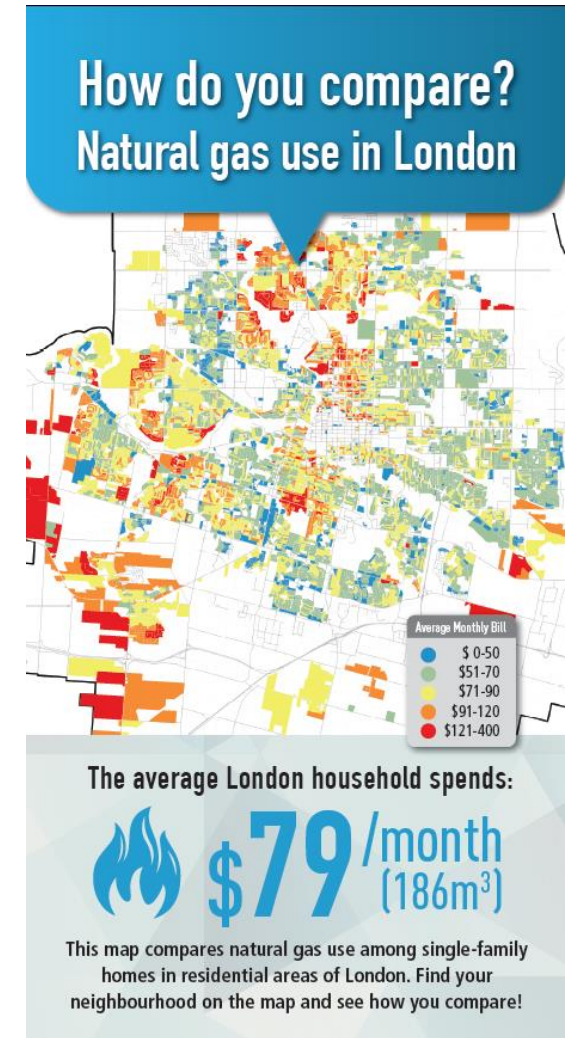 How do you compare?
Natural gas use in London
Average Monthly Bill
$ 0-50
$51-70
$71-90
$91-120
$121-400
The average London household spends:
$79/month
(186m³)
This map compares natural gas use among single-family
homes in residential areas of London. Find your
neighbourhood on the map and see how you compare!